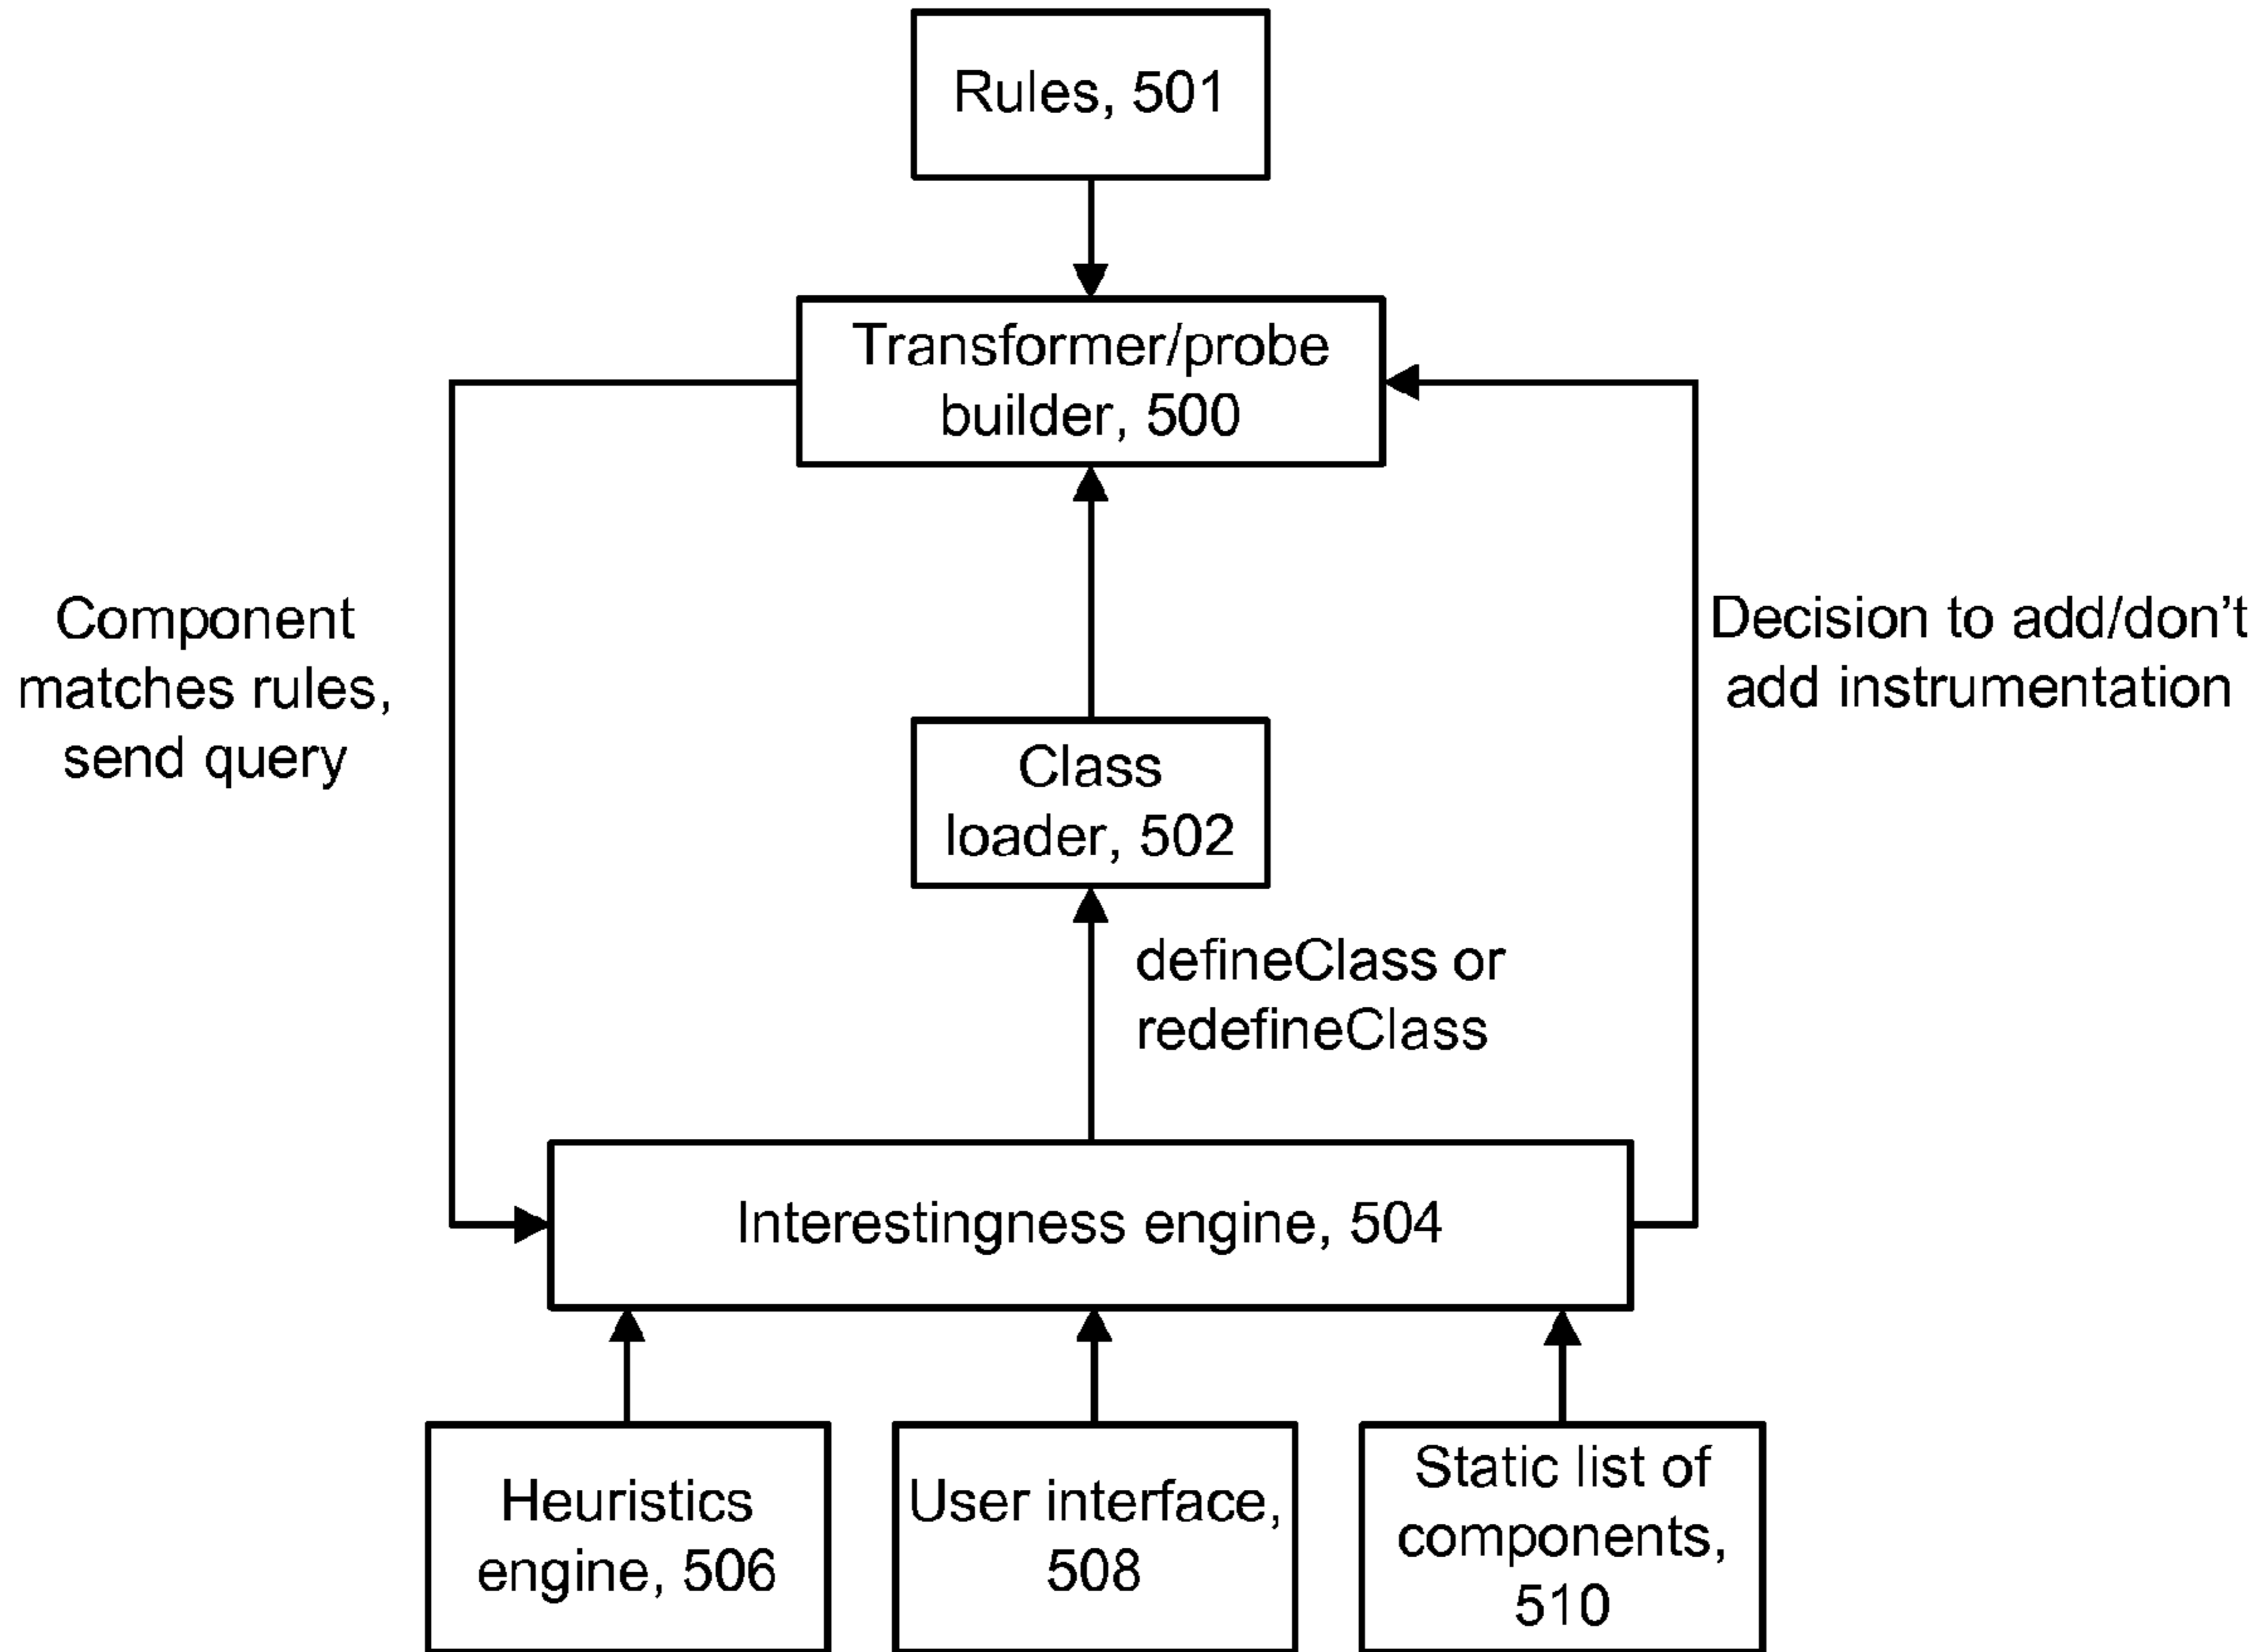 Rules, 501
Transformer/probe
builder, 500
Component
matches rules,
send query
Decision to add/don't
add instrumentation
Class
loader, 502
defineClass or
redefineClass
Interestingness engine, 504
Heuristics
engine, 506
User interface,
508
Static list of
components,
510